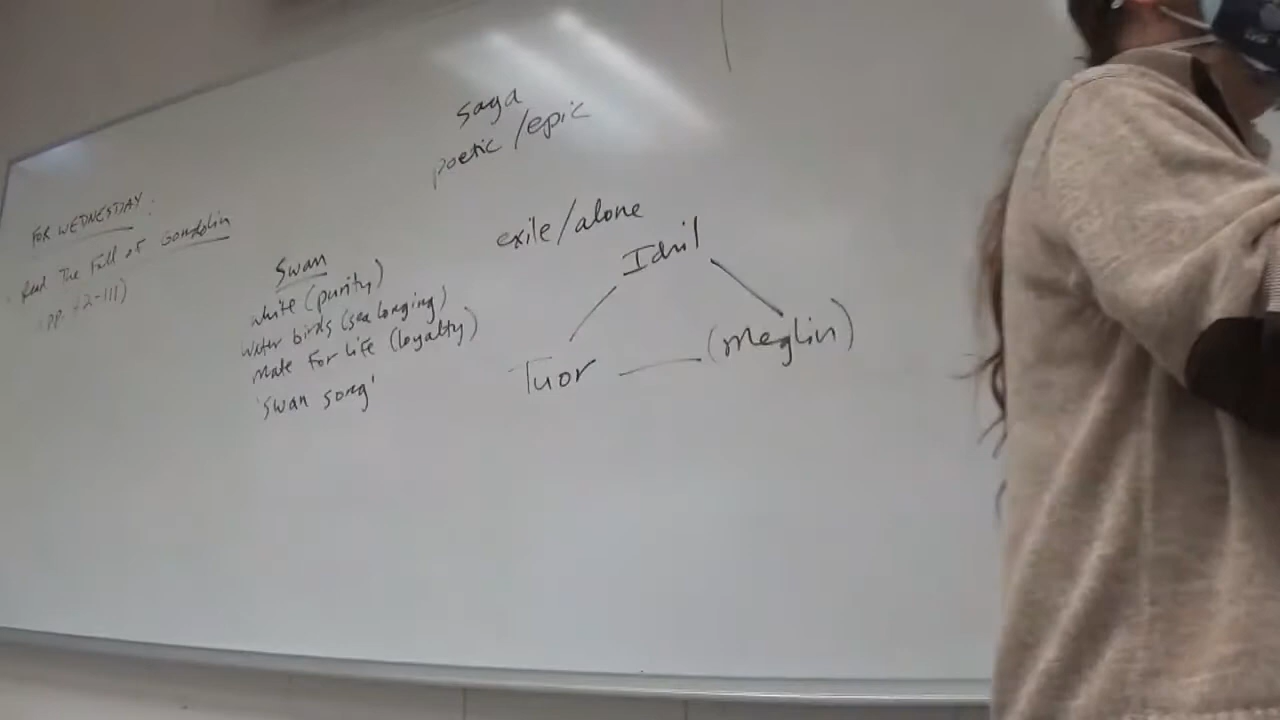 FOR WEDNESDAY:
Read The Fall of Gondolin
pp.
Swan
white (purity)
water birds (sea longing)
mate for life (loyalty)
'swan song'
saga
poetic/epic
exile/alone
Idril
Tuor
(Meglin)